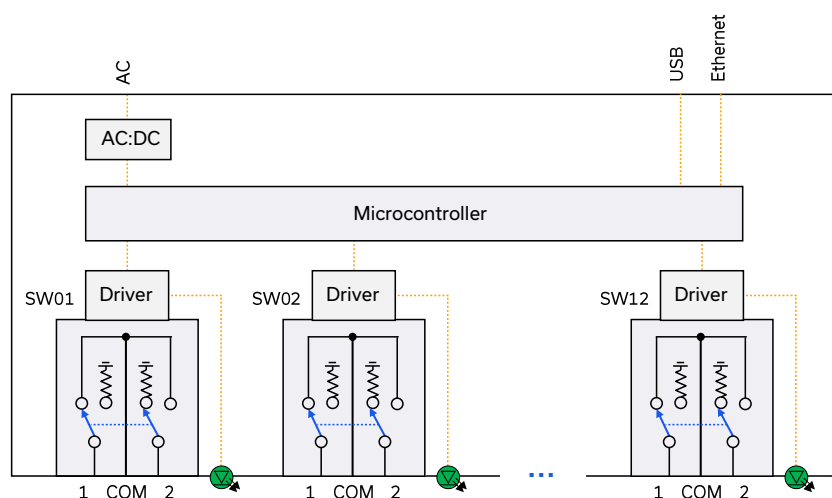 AC
USB
Ethernet
AC:DC
Microcontroller
SW01
Driver
SW02
Driver
SW12
Driver
1 COM 2
1 COM 2
...
1 COM 2